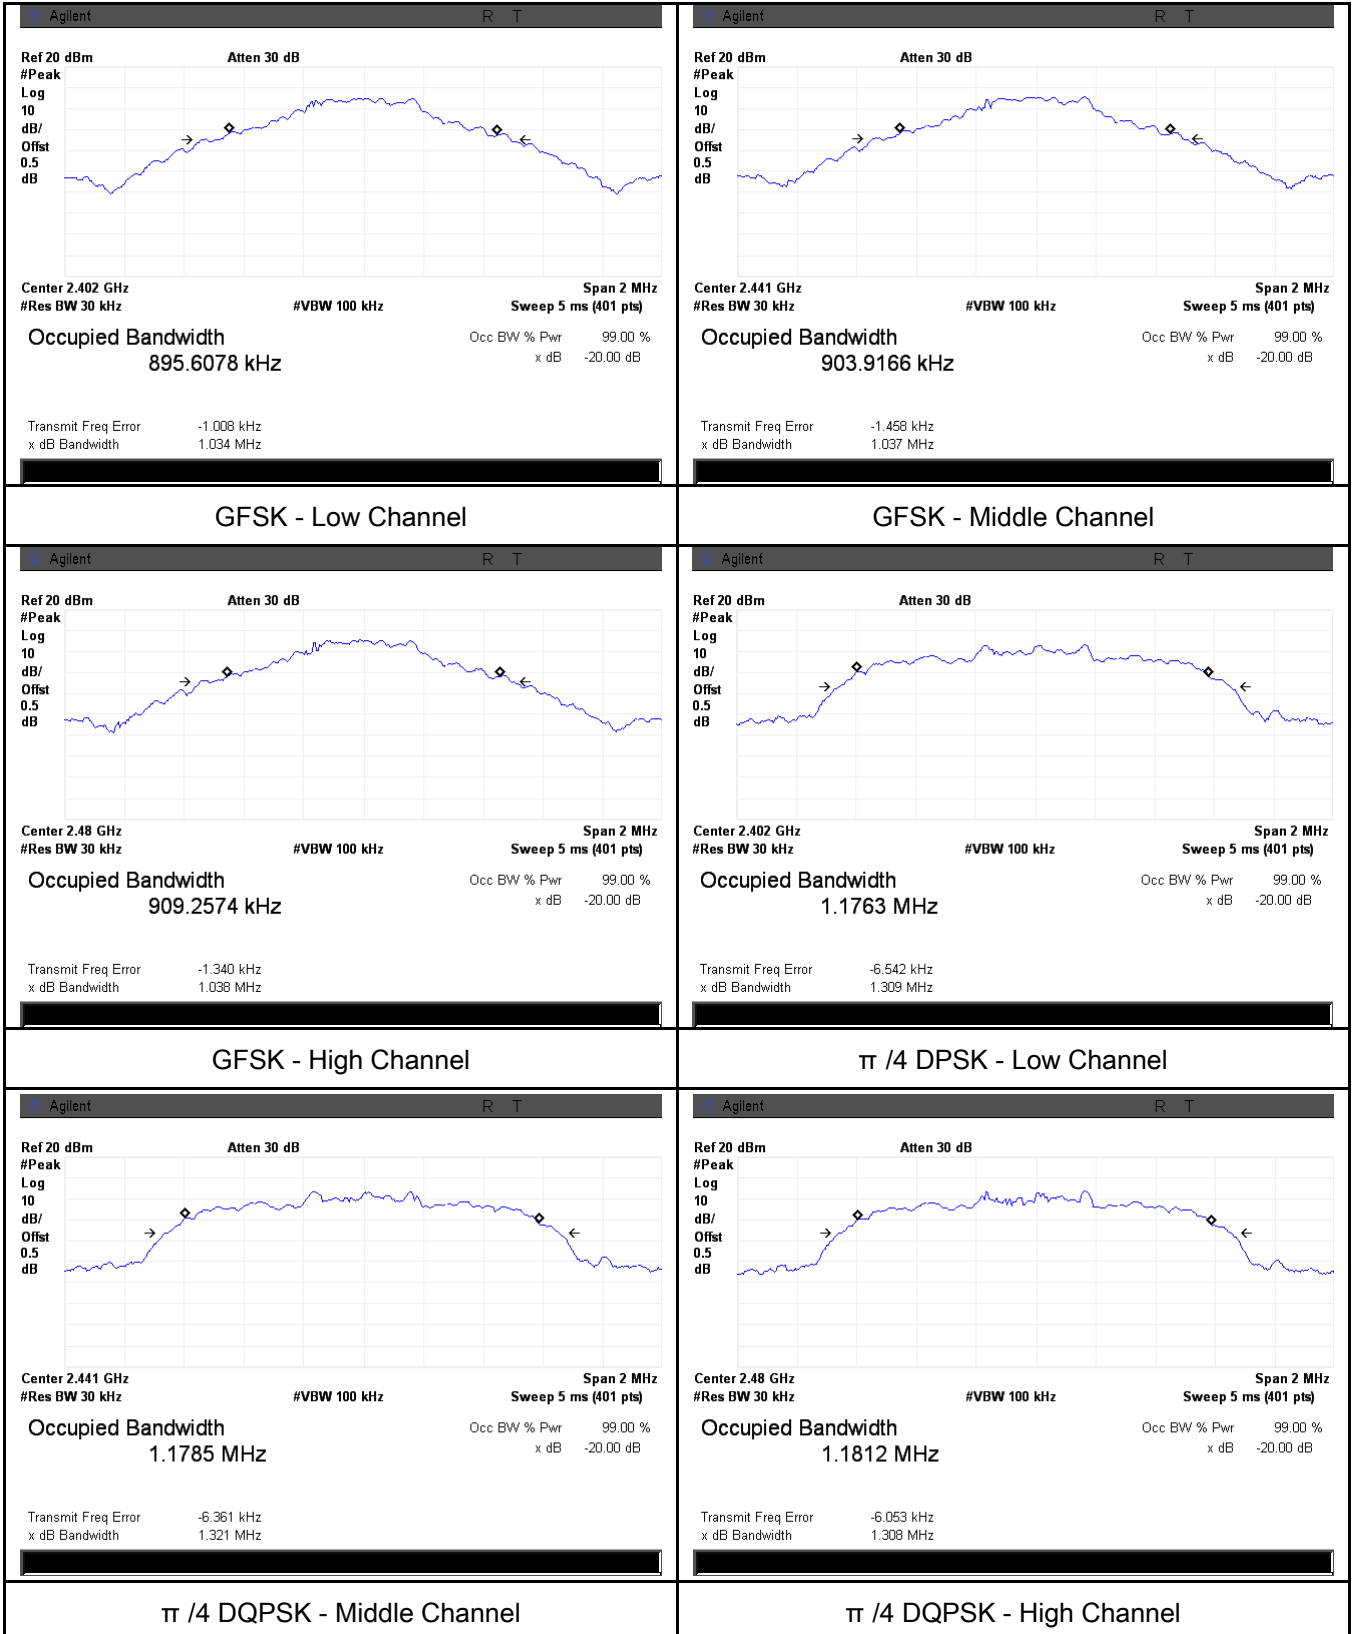 Agilent R T
Ref 20 dBm Atten 30 dB
#Peak
Log
10
dB/
Offst
0.5
dB
Center 2.402 GHz Span 2 MHz
#Res BW 30 kHz #VBW 100 kHz Sweep 5 ms (401 pts)
Occupied Bandwidth Occ BW % Pwr 99.00 %
895.6078 kHz x dB -20.00 dB
Transmit Freq Error -1.008 kHz
x dB Bandwidth 1.034 MHz
GFSK - Low Channel
Agilent R T
Ref 20 dBm Atten 30 dB
#Peak
Log
10
dB/
Offst
0.5
dB
Center 2.441 GHz Span 2 MHz
#Res BW 30 kHz #VBW 100 kHz Sweep 5 ms (401 pts)
Occupied Bandwidth Occ BW % Pwr 99.00 %
903.9166 kHz x dB -20.00 dB
Transmit Freq Error -1.458 kHz
x dB Bandwidth 1.037 MHz
GFSK - Middle Channel
Agilent R T
Ref 20 dBm Atten 30 dB
#Peak
Log
10
dB/
Offst
0.5
dB
Center 2.48 GHz Span 2 MHz
#Res BW 30 kHz #VBW 100 kHz Sweep 5 ms (401 pts)
Occupied Bandwidth Occ BW % Pwr 99.00 %
909.2574 kHz x dB -20.00 dB
Transmit Freq Error -1.340 kHz
x dB Bandwidth 1.038 MHz
GFSK - High Channel
Agilent R T
Ref 20 dBm Atten 30 dB
#Peak
Log
10
dB/
Offst
0.5
dB
Center 2.402 GHz Span 2 MHz
#Res BW 30 kHz #VBW 100 kHz Sweep 5 ms (401 pts)
Occupied Bandwidth Occ BW % Pwr 99.00 %
1.1763 MHz x dB -20.00 dB
Transmit Freq Error -6.542 kHz
x dB Bandwidth 1.309 MHz
π /4 DPSK - Low Channel
Agilent R T
Ref 20 dBm Atten 30 dB
#Peak
Log
10
dB/
Offst
0.5
dB
Center 2.441 GHz Span 2 MHz
#Res BW 30 kHz #VBW 100 kHz Sweep 5 ms (401 pts)
Occupied Bandwidth Occ BW % Pwr 99.00 %
1.1785 MHz x dB -20.00 dB
Transmit Freq Error -6.361 kHz
x dB Bandwidth 1.321 MHz
π /4 DQPSK - Middle Channel
Agilent R T
Ref 20 dBm Atten 30 dB
#Peak
Log
10
dB/
Offst
0.5
dB
Center 2.48 GHz Span 2 MHz
#Res BW 30 kHz #VBW 100 kHz Sweep 5 ms (401 pts)
Occupied Bandwidth Occ BW % Pwr 99.00 %
1.1812 MHz x dB -20.00 dB
Transmit Freq Error -6.053 kHz
x dB Bandwidth 1.308 MHz
π /4 DQPSK - High Channel